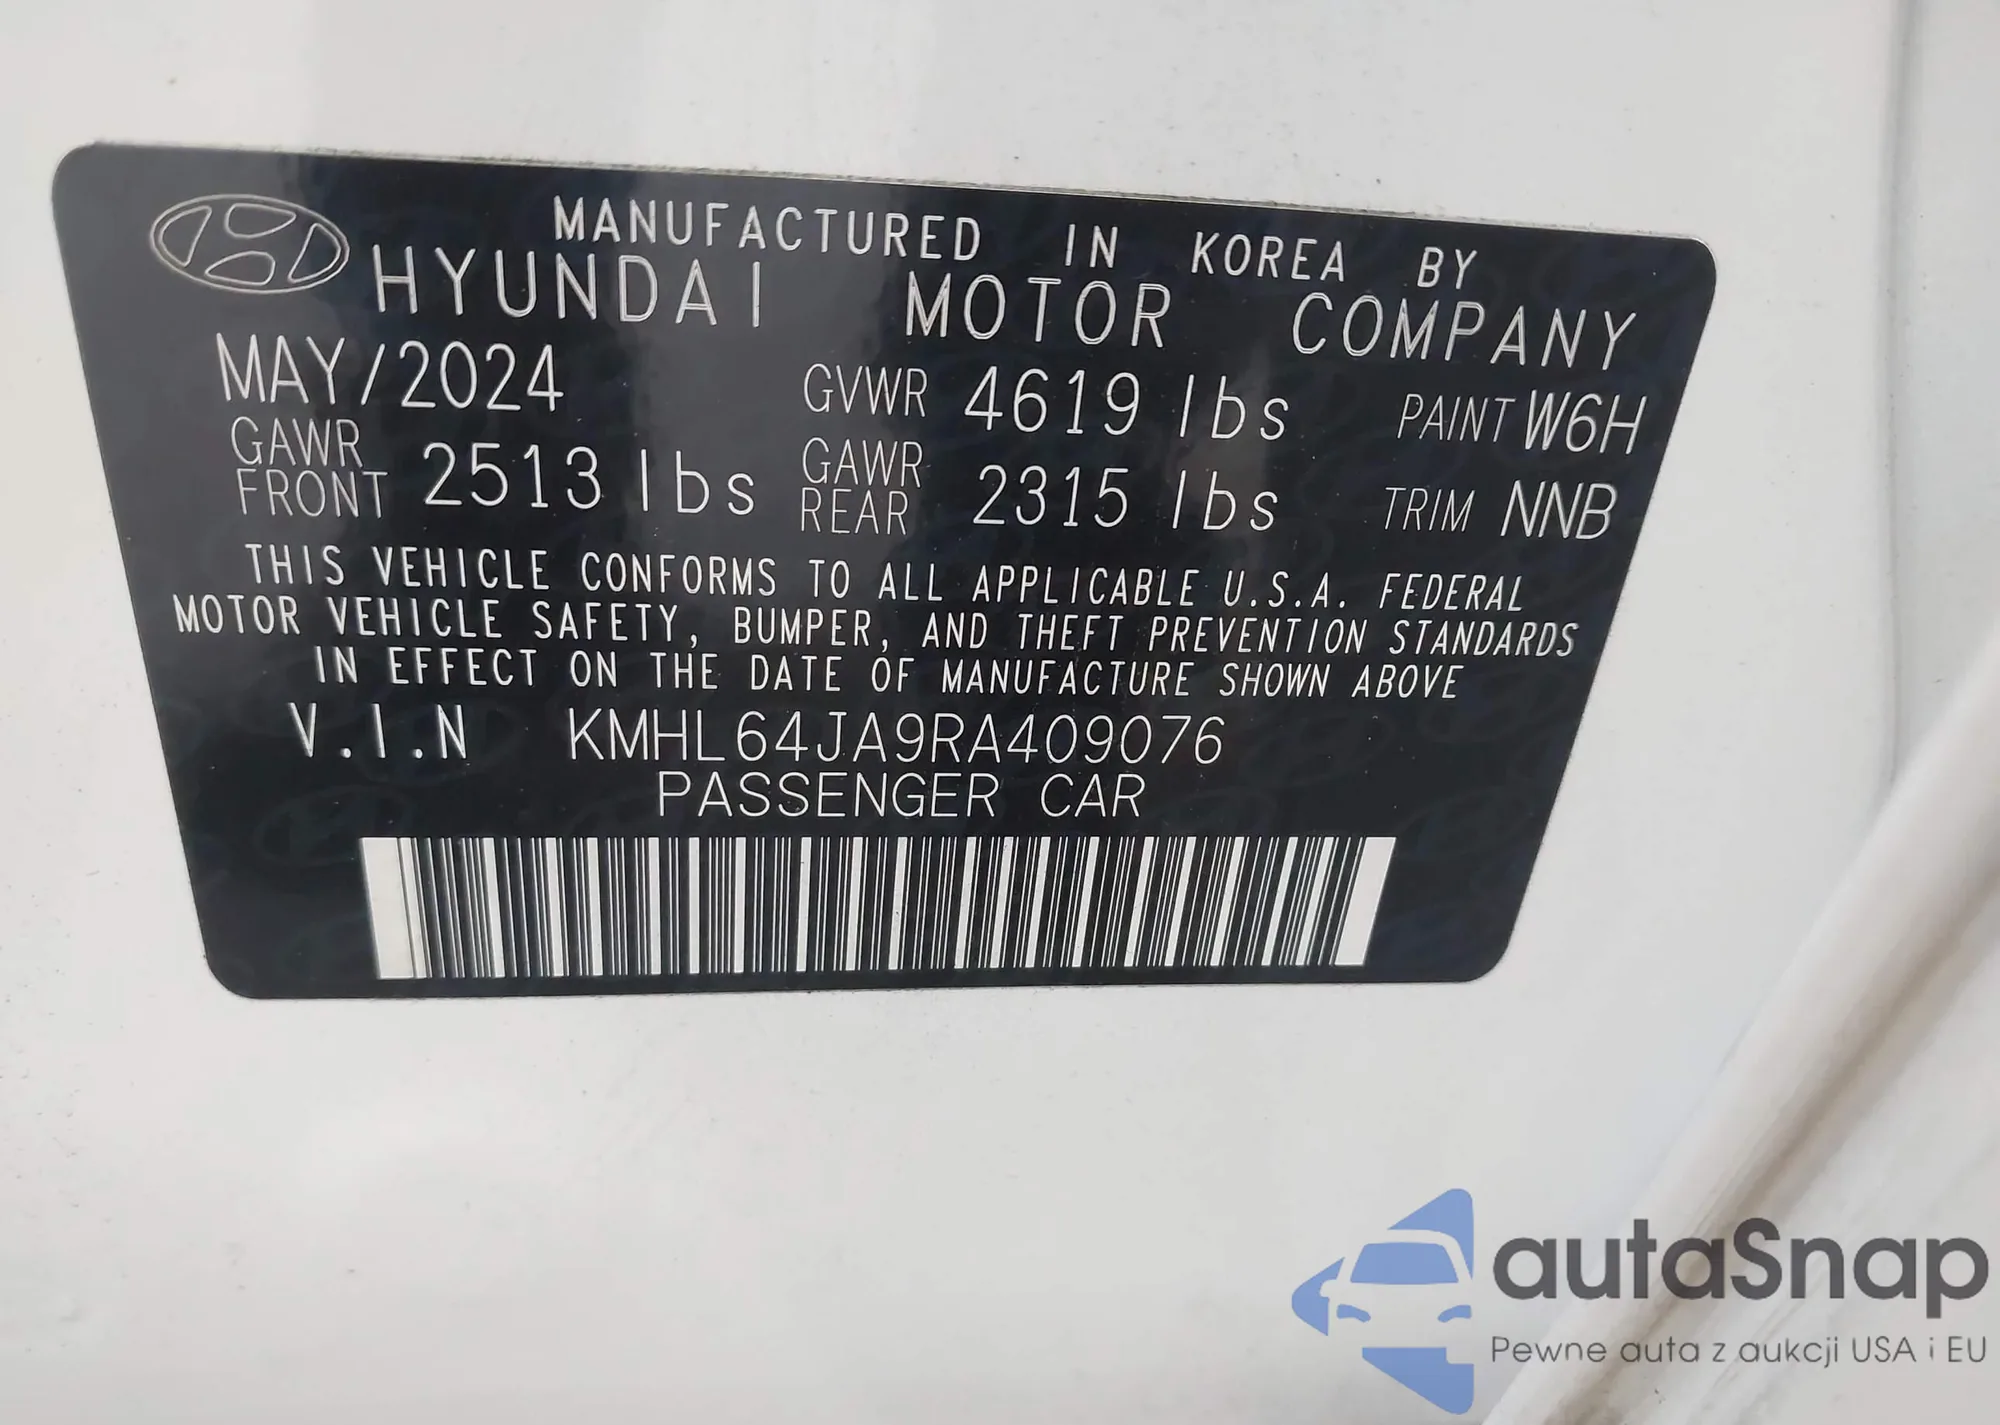 MANUFACTURED IN KOREA BY
HYUNDAI MOTOR COMPANY
MAY/2024 GVWR 4619 lbs PAINT W6H
GAWR FRONT 2513 lbs GAWR REAR 2315 lbs TRIM NNB
THIS VEHICLE CONFORMS TO ALL APPLICABLE U.S.A. FEDERAL
MOTOR VEHICLE SAFETY, BUMPER, AND THEFT PREVENTION STANDARDS
IN EFFECT ON THE DATE OF MANUFACTURE SHOWN ABOVE
V.I.N KMHL64JA9RA409076
PASSENGER CAR
autaSnap
Pewne auta z aukcji USA i EU